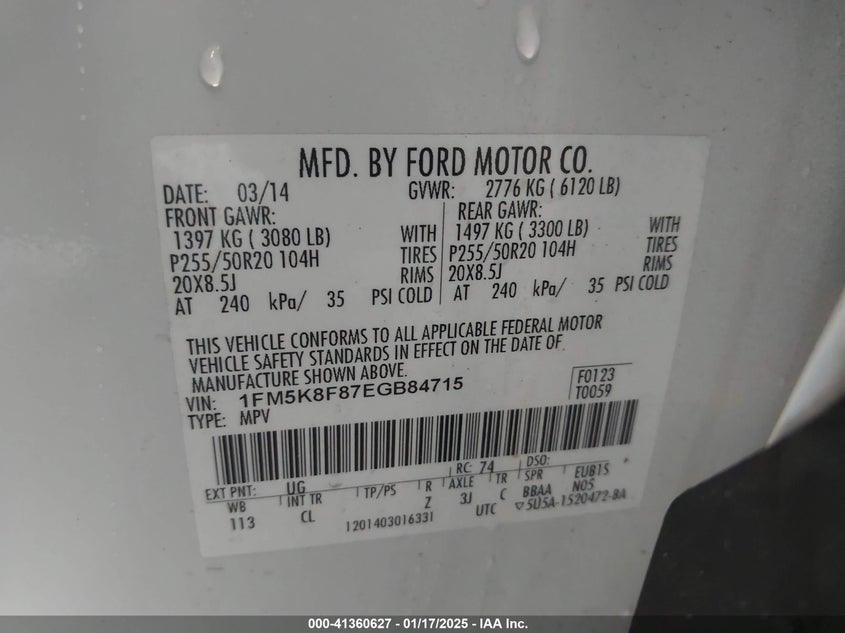 MFD. BY FORD MOTOR CO.
DATE: 03/14 GVWR: 2776 KG ( 6120 LB)
FRONT GAWR: REAR GAWR:
1397 KG ( 3080 LB) WITH 1497 KG ( 3300 LB) WITH
P255/50R20 104H TIRES P255/50R20 104H TIRES
20X8.5J RIMS 20X8.5J RIMS
AT 240 kPa/ 35 PSI COLD AT 240 kPa/ 35 PSI COLD
THIS VEHICLE CONFORMS TO ALL APPLICABLE FEDERAL MOTOR
VEHICLE SAFETY STANDARDS IN EFFECT ON THE DATE OF
MANUFACTURE SHOWN ABOVE.
VIN: 1FM5K8F87EGB84715 F0123
TYPE: MPV T0059
EXT PNT: UG RC: 74 DSO:
WB INT TR TP/PS R AXLE TR SPR EUB1S
113 CL Z 3J C BBAA N05
1201403016331 UTC ▽5U5A-1520472-BA
000-41360627 — 01/17/2025 - IAA Inc.